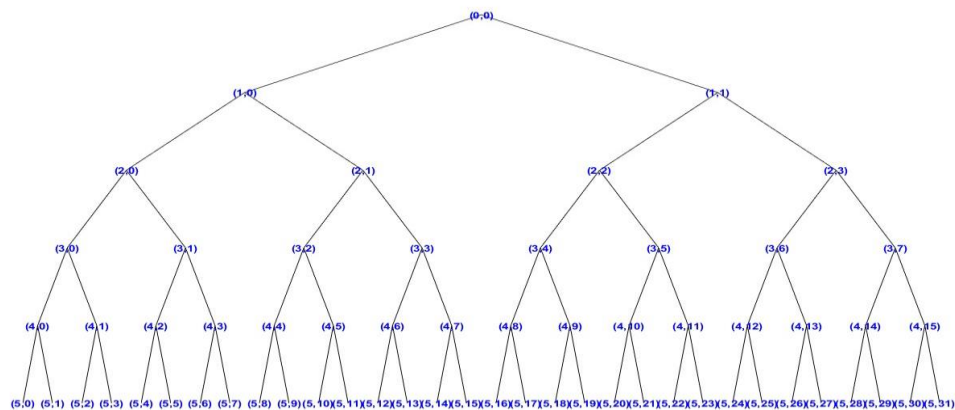 (0,0)
(1,0) (1,1)
(2,0) (2,1) (2,2) (2,3)
(3,0) (3,1) (3,2) (3,3) (3,4) (3,5) (3,6) (3,7)
(4,0) (4,1) (4,2) (4,3) (4,4) (4,5) (4,6) (4,7) (4,8) (4,9) (4,10) (4,11) (4,12) (4,13) (4,14) (4,15)
(5,0) (5,1) (5,2) (5,3) (5,4) (5,5) (5,6) (5,7) (5,8) (5,9) (5,10) (5,11) (5,12) (5,13) (5,14) (5,15) (5,16) (5,17) (5,18) (5,19) (5,20) (5,21) (5,22) (5,23) (5,24) (5,25) (5,26) (5,27) (5,28) (5,29) (5,30) (5,31)